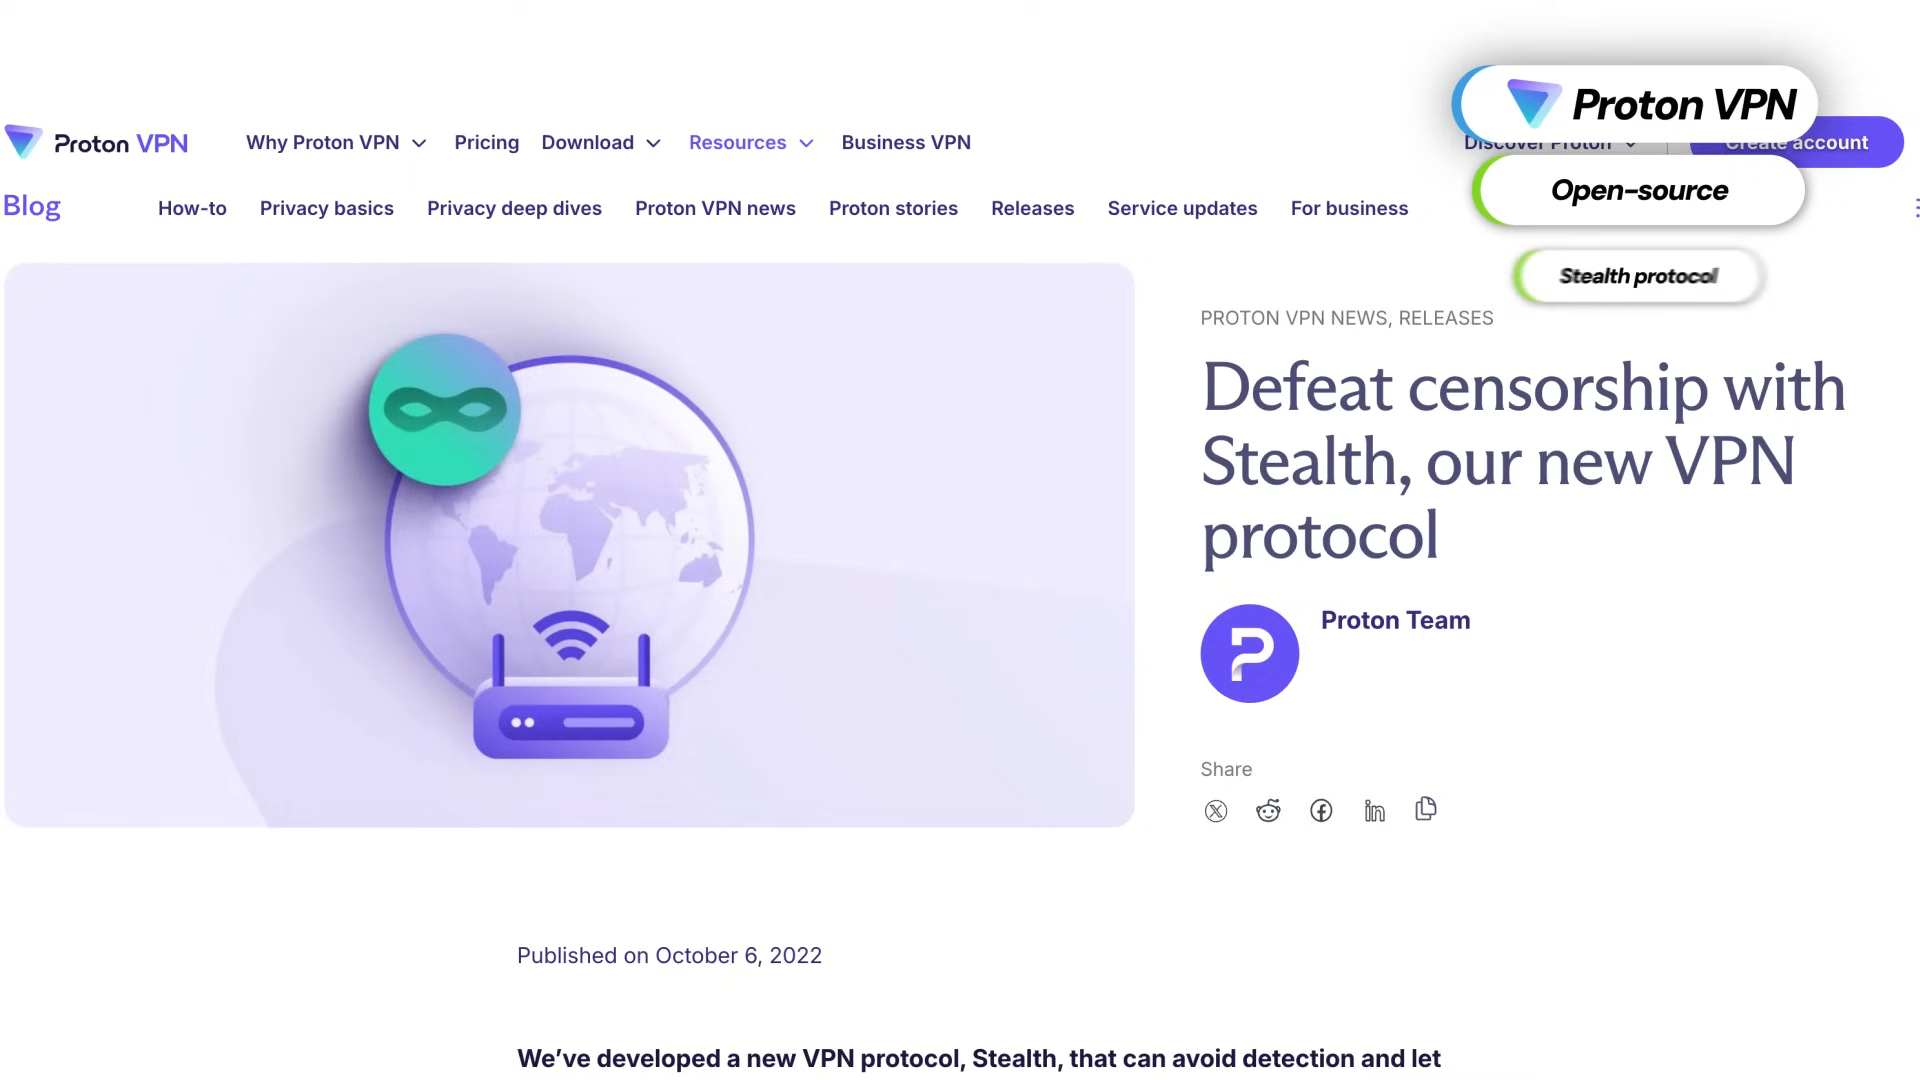 Proton VPN
Why Proton VPN
Pricing
Download
Resources
Business VPN
Discover Proton
Create account
Proton VPN
Open-source
Stealth protocol
Blog
How-to
Privacy basics
Privacy deep dives
Proton VPN news
Proton stories
Releases
Service updates
For business
PROTON VPN NEWS, RELEASES
Defeat censorship with
Stealth, our new VPN
protocol
Proton Team
Share
Published on October 6, 2022
We’ve developed a new VPN protocol, Stealth, that can avoid detection and let